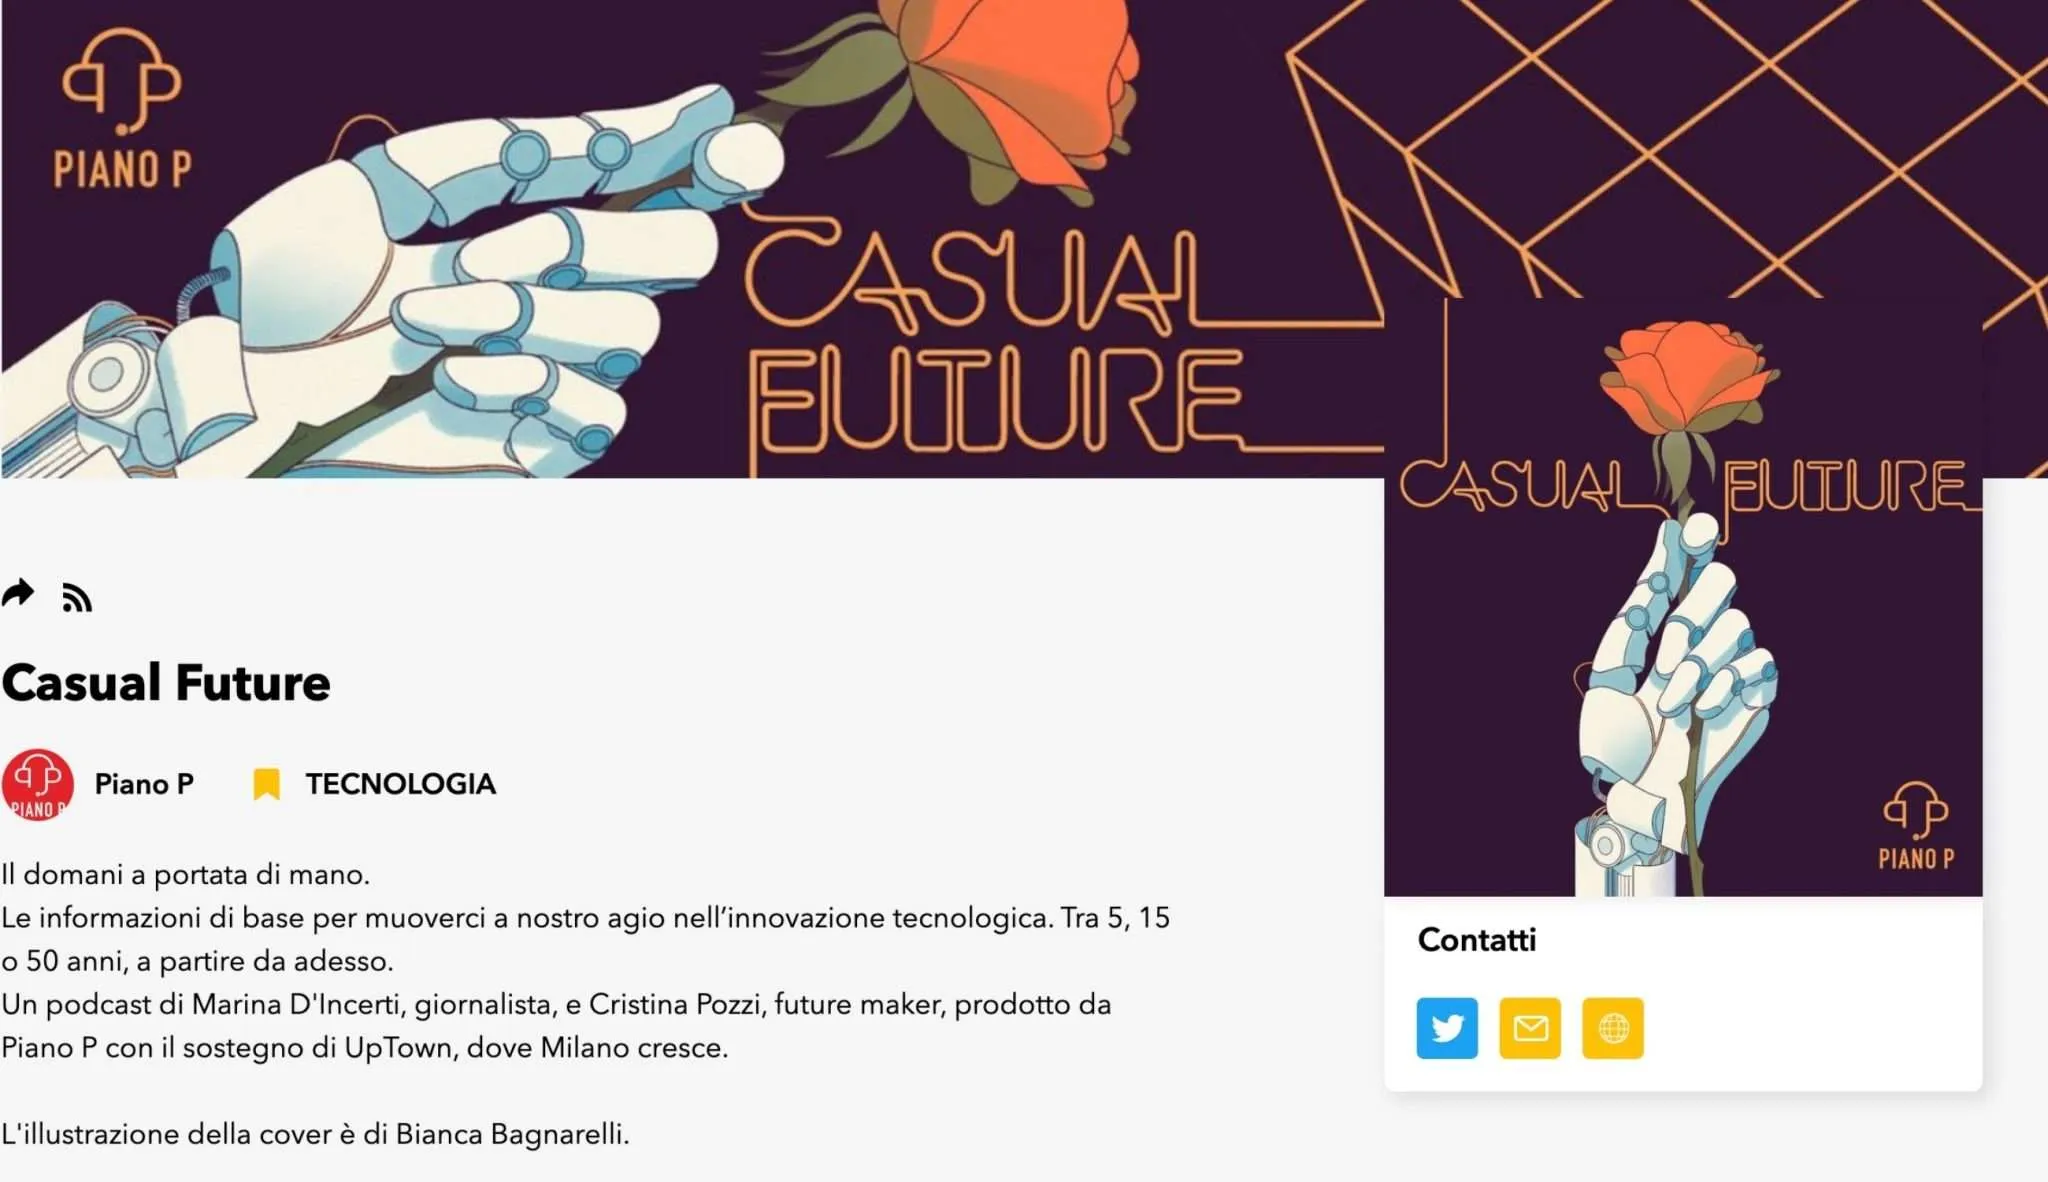 PIANO P
CASUAL
FUTURE
CASUAL FUTURE
PIANO P
Casual Future
PIANO P
Piano P
TECNOLOGIA
Il domani a portata di mano.
Le informazioni di base per muoverci a nostro agio nell’innovazione tecnologica. Tra 5, 15
o 50 anni, a partire da adesso.
Un podcast di Marina D'Incerti, giornalista, e Cristina Pozzi, future maker, prodotto da
Piano P con il sostegno di UpTown, dove Milano cresce.
L'illustrazione della cover è di Bianca Bagnarelli.
Contatti